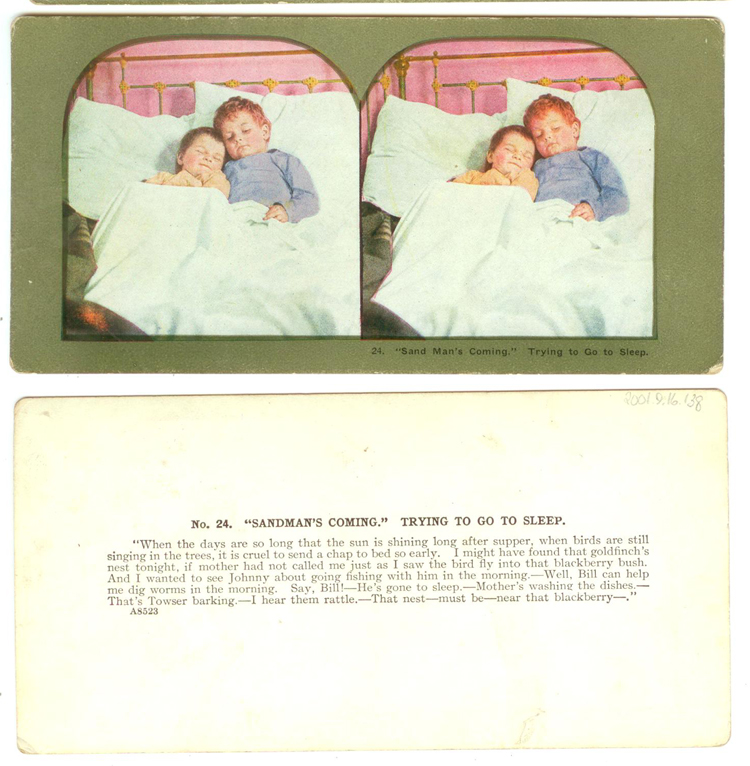 24. "Sand Man's Coming." Trying to Go to Sleep.
2001.9.16.138
No. 24. "SANDMAN'S COMING." TRYING TO GO TO SLEEP.
"When the days are so long that the sun is shining long after supper, when birds are still
singing in the trees, it is cruel to send a chap to bed so early. I might have found that goldfinch's
nest tonight, if mother had not called me just as I saw the bird fly into that blackberry bush.
And I wanted to see Johnny about going fishing with him in the morning.—Well, Bill can help
me dig worms in the morning. Say, Bill!—He's gone to sleep.—Mother's washing the dishes.—
That's Towser barking.—I hear them rattle.—That nest—must be—near that blackberry—."
A8523